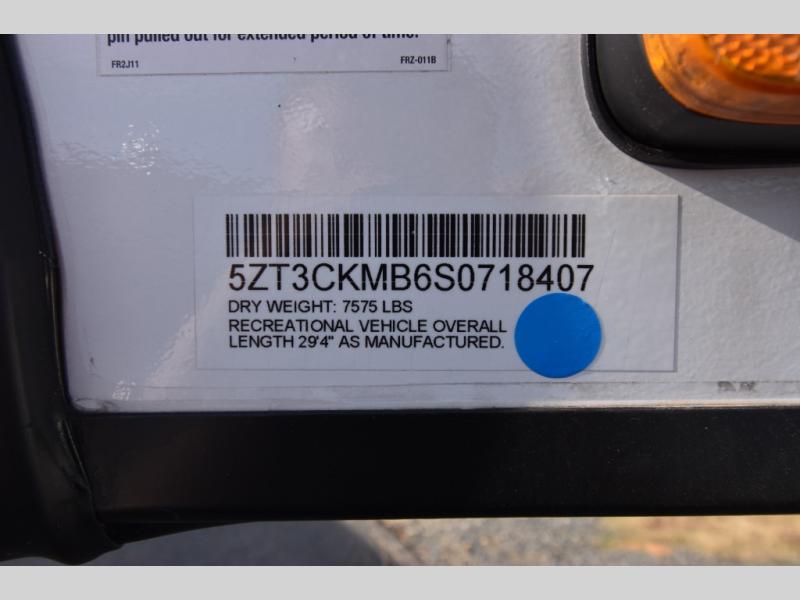 pin pulled out for extended period of time.
FR2J11 FRZ-011B
5ZT3CKMB6S0718407
DRY WEIGHT: 7575 LBS
RECREATIONAL VEHICLE OVERALL
LENGTH 29'4" AS MANUFACTURED.